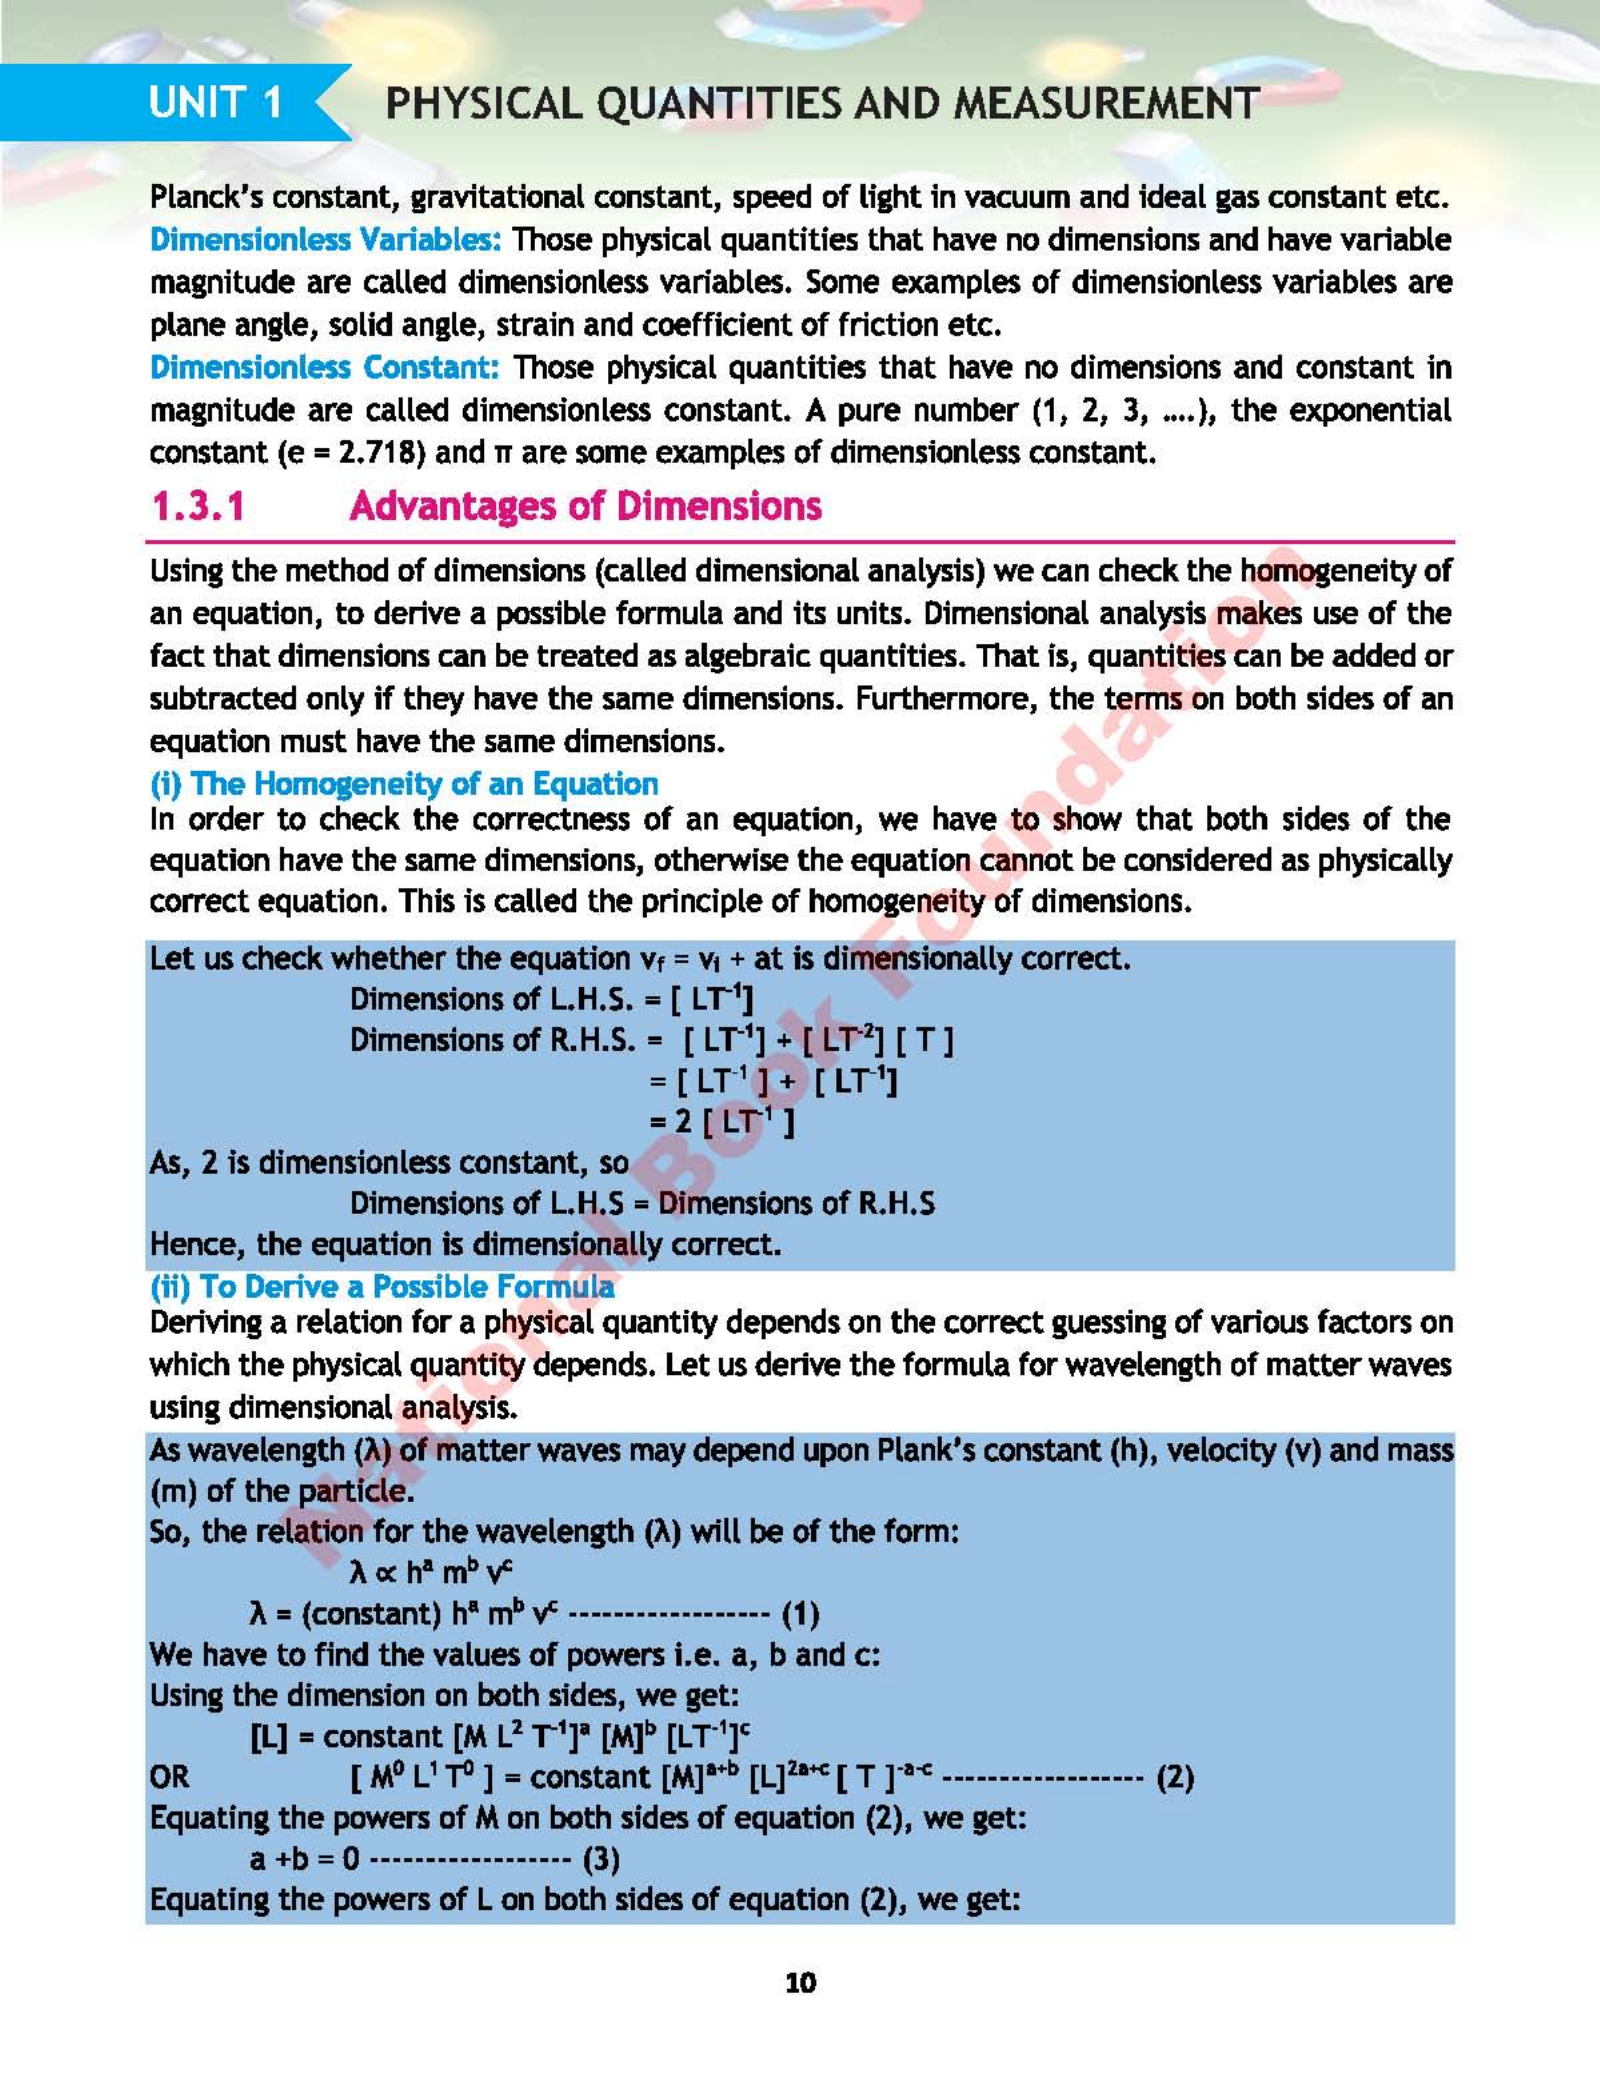 UNIT 1 PHYSICAL QUANTITIES AND MEASUREMENT
Planck's constant, gravitational constant, speed of light in vacuum and ideal gas constant etc.
Dimensionless Variables: Those physical quantities that have no dimensions and have variable
magnitude are called dimensionless variables. Some examples of dimensionless variables are
plane angle, solid angle, strain and coefficient of friction etc.
Dimensionless Constant: Those physical quantities that have no dimensions and constant in
magnitude are called dimensionless constant. A pure number (1, 2, 3, ....), the exponential
constant (e = 2.718) and π are some examples of dimensionless constant.
1.3.1 Advantages of Dimensions
Using the method of dimensions (called dimensional analysis) we can check the homogeneity of
an equation, to derive a possible formula and its units. Dimensional analysis makes use of the
fact that dimensions can be treated as algebraic quantities. That is, quantities can be added or
subtracted only if they have the same dimensions. Furthermore, the terms on both sides of an
equation must have the same dimensions.
(i) The Homogeneity of an Equation
In order to check the correctness of an equation, we have to show that both sides of the
equation have the same dimensions, otherwise the equation cannot be considered as physically
correct equation. This is called the principle of homogeneity of dimensions.
Let us check whether the equation v_f = v_i + at is dimensionally correct.
Dimensions of L.H.S. = [ LT⁻¹]
Dimensions of R.H.S. = [ LT⁻¹] + [ LT⁻²] [ T ]
= [ LT⁻¹ ] + [ LT⁻¹]
= 2 [ LT⁻¹ ]
As, 2 is dimensionless constant, so
Dimensions of L.H.S = Dimensions of R.H.S
Hence, the equation is dimensionally correct.
(ii) To Derive a Possible Formula
Deriving a relation for a physical quantity depends on the correct guessing of various factors on
which the physical quantity depends. Let us derive the formula for wavelength of matter waves
using dimensional analysis.
As wavelength (λ) of matter waves may depend upon Plank's constant (h), velocity (v) and mass
(m) of the particle.
So, the relation for the wavelength (λ) will be of the form:
λ ∝ hᵃ mᵇ vᶜ
λ = (constant) hᵃ mᵇ vᶜ ------------------ (1)
We have to find the values of powers i.e. a, b and c:
Using the dimension on both sides, we get:
[L] = constant [M L² T⁻¹]ᵃ [M]ᵇ [LT⁻¹]ᶜ
OR [ M⁰ L¹ T⁰ ] = constant [M]ᵃ⁺ᵇ [L]²ᵃ⁺ᶜ [ T ]⁻ᵃ⁻ᶜ ------------------ (2)
Equating the powers of M on both sides of equation (2), we get:
a +b = 0 ------------------ (3)
Equating the powers of L on both sides of equation (2), we get:
10
National Book Foundation